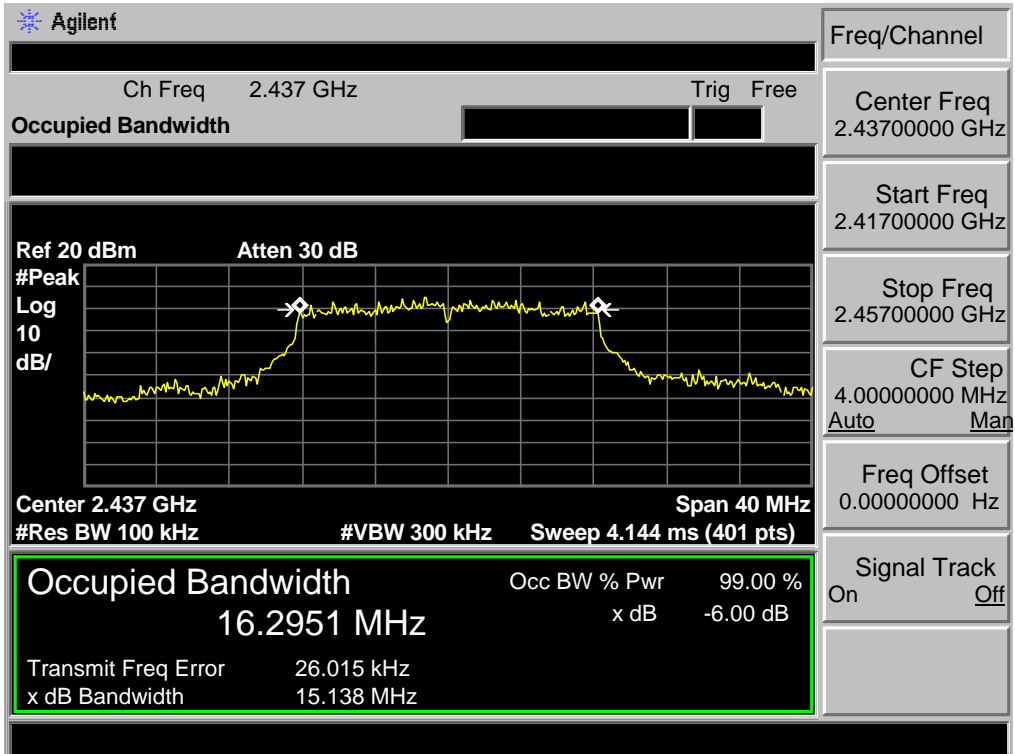 Agilent
Freq/Channel
Ch Freq 2.437 GHz Trig Free
Occupied Bandwidth
Center Freq
2.43700000 GHz
Start Freq
2.41700000 GHz
Stop Freq
2.45700000 GHz
CF Step
4.00000000 MHz
Auto Man
Freq Offset
0.00000000 Hz
Signal Track
On Off
Ref 20 dBm Atten 30 dB
#Peak
Log
10
dB/
Center 2.437 GHz Span 40 MHz
#Res BW 100 kHz #VBW 300 kHz Sweep 4.144 ms (401 pts)
Occupied Bandwidth Occ BW % Pwr 99.00 %
16.2951 MHz x dB -6.00 dB
Transmit Freq Error 26.015 kHz
x dB Bandwidth 15.138 MHz